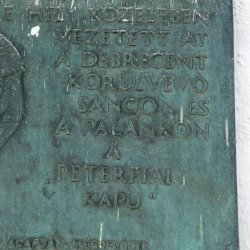 E HELY KÖZELÉBEN
VEZETETT ÁT
A DEBRECENT
KÖRÜLVEVŐ
SÁNCON ÉS
A PALÁNKON
A
„PÉTERFIAI
KAPU"